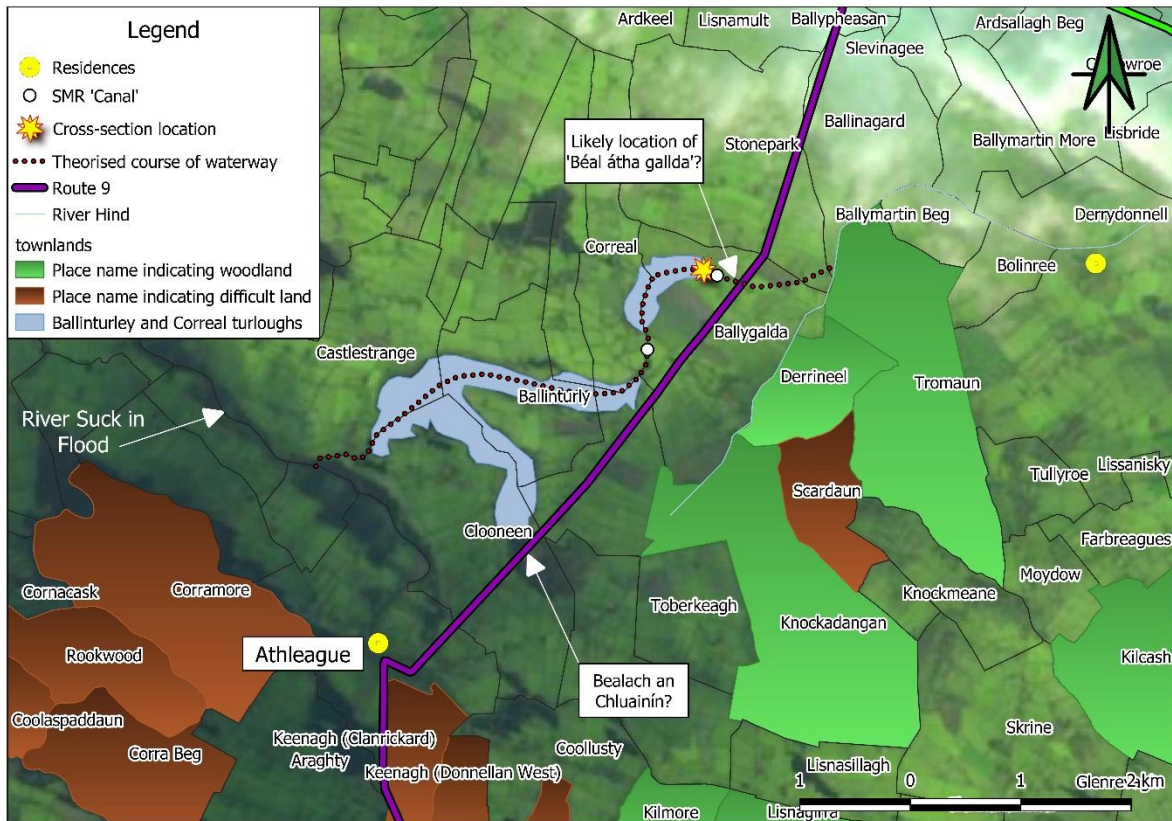 Legend
Residences
SMR 'Canal'
Cross-section location
Theorised course of waterway
Route 9
River Hind
townlands
Place name indicating woodland
Place name indicating difficult land
Ballinturley and Correal turloughs
Ardkeel
Lisnamult
Ballypheasan
Ardsallagh Beg
Slevinagee
Ballinagard
Ballymartin More
Lisbride
Stonepark
Likely location of
'Béal átha gallda'?
Ballymartin Beg
Derrydonnell
Correal
Bolinree
Ballygalda
Castlestrange
Derrineel
Tromaun
Ballinturly
River Suck in
Flood
Tullyroe
Lissanisky
Scardaun
Clooneen
Farbreagues
Moydow
Cornacask
Corramore
Knockmeane
Toberkeagh
Knockadangan
Rookwood
Athleague
Kilcash
Bealach an
Chluainín?
Coolaspaddaun
Skrine
Keenagh (Clanrickard)
Araghty
Coollusty
Corra Beg
Keenagh (Donnellan West)
Lisnasillagh
1 0 1 2 km
Kilmore
Lisnagirra